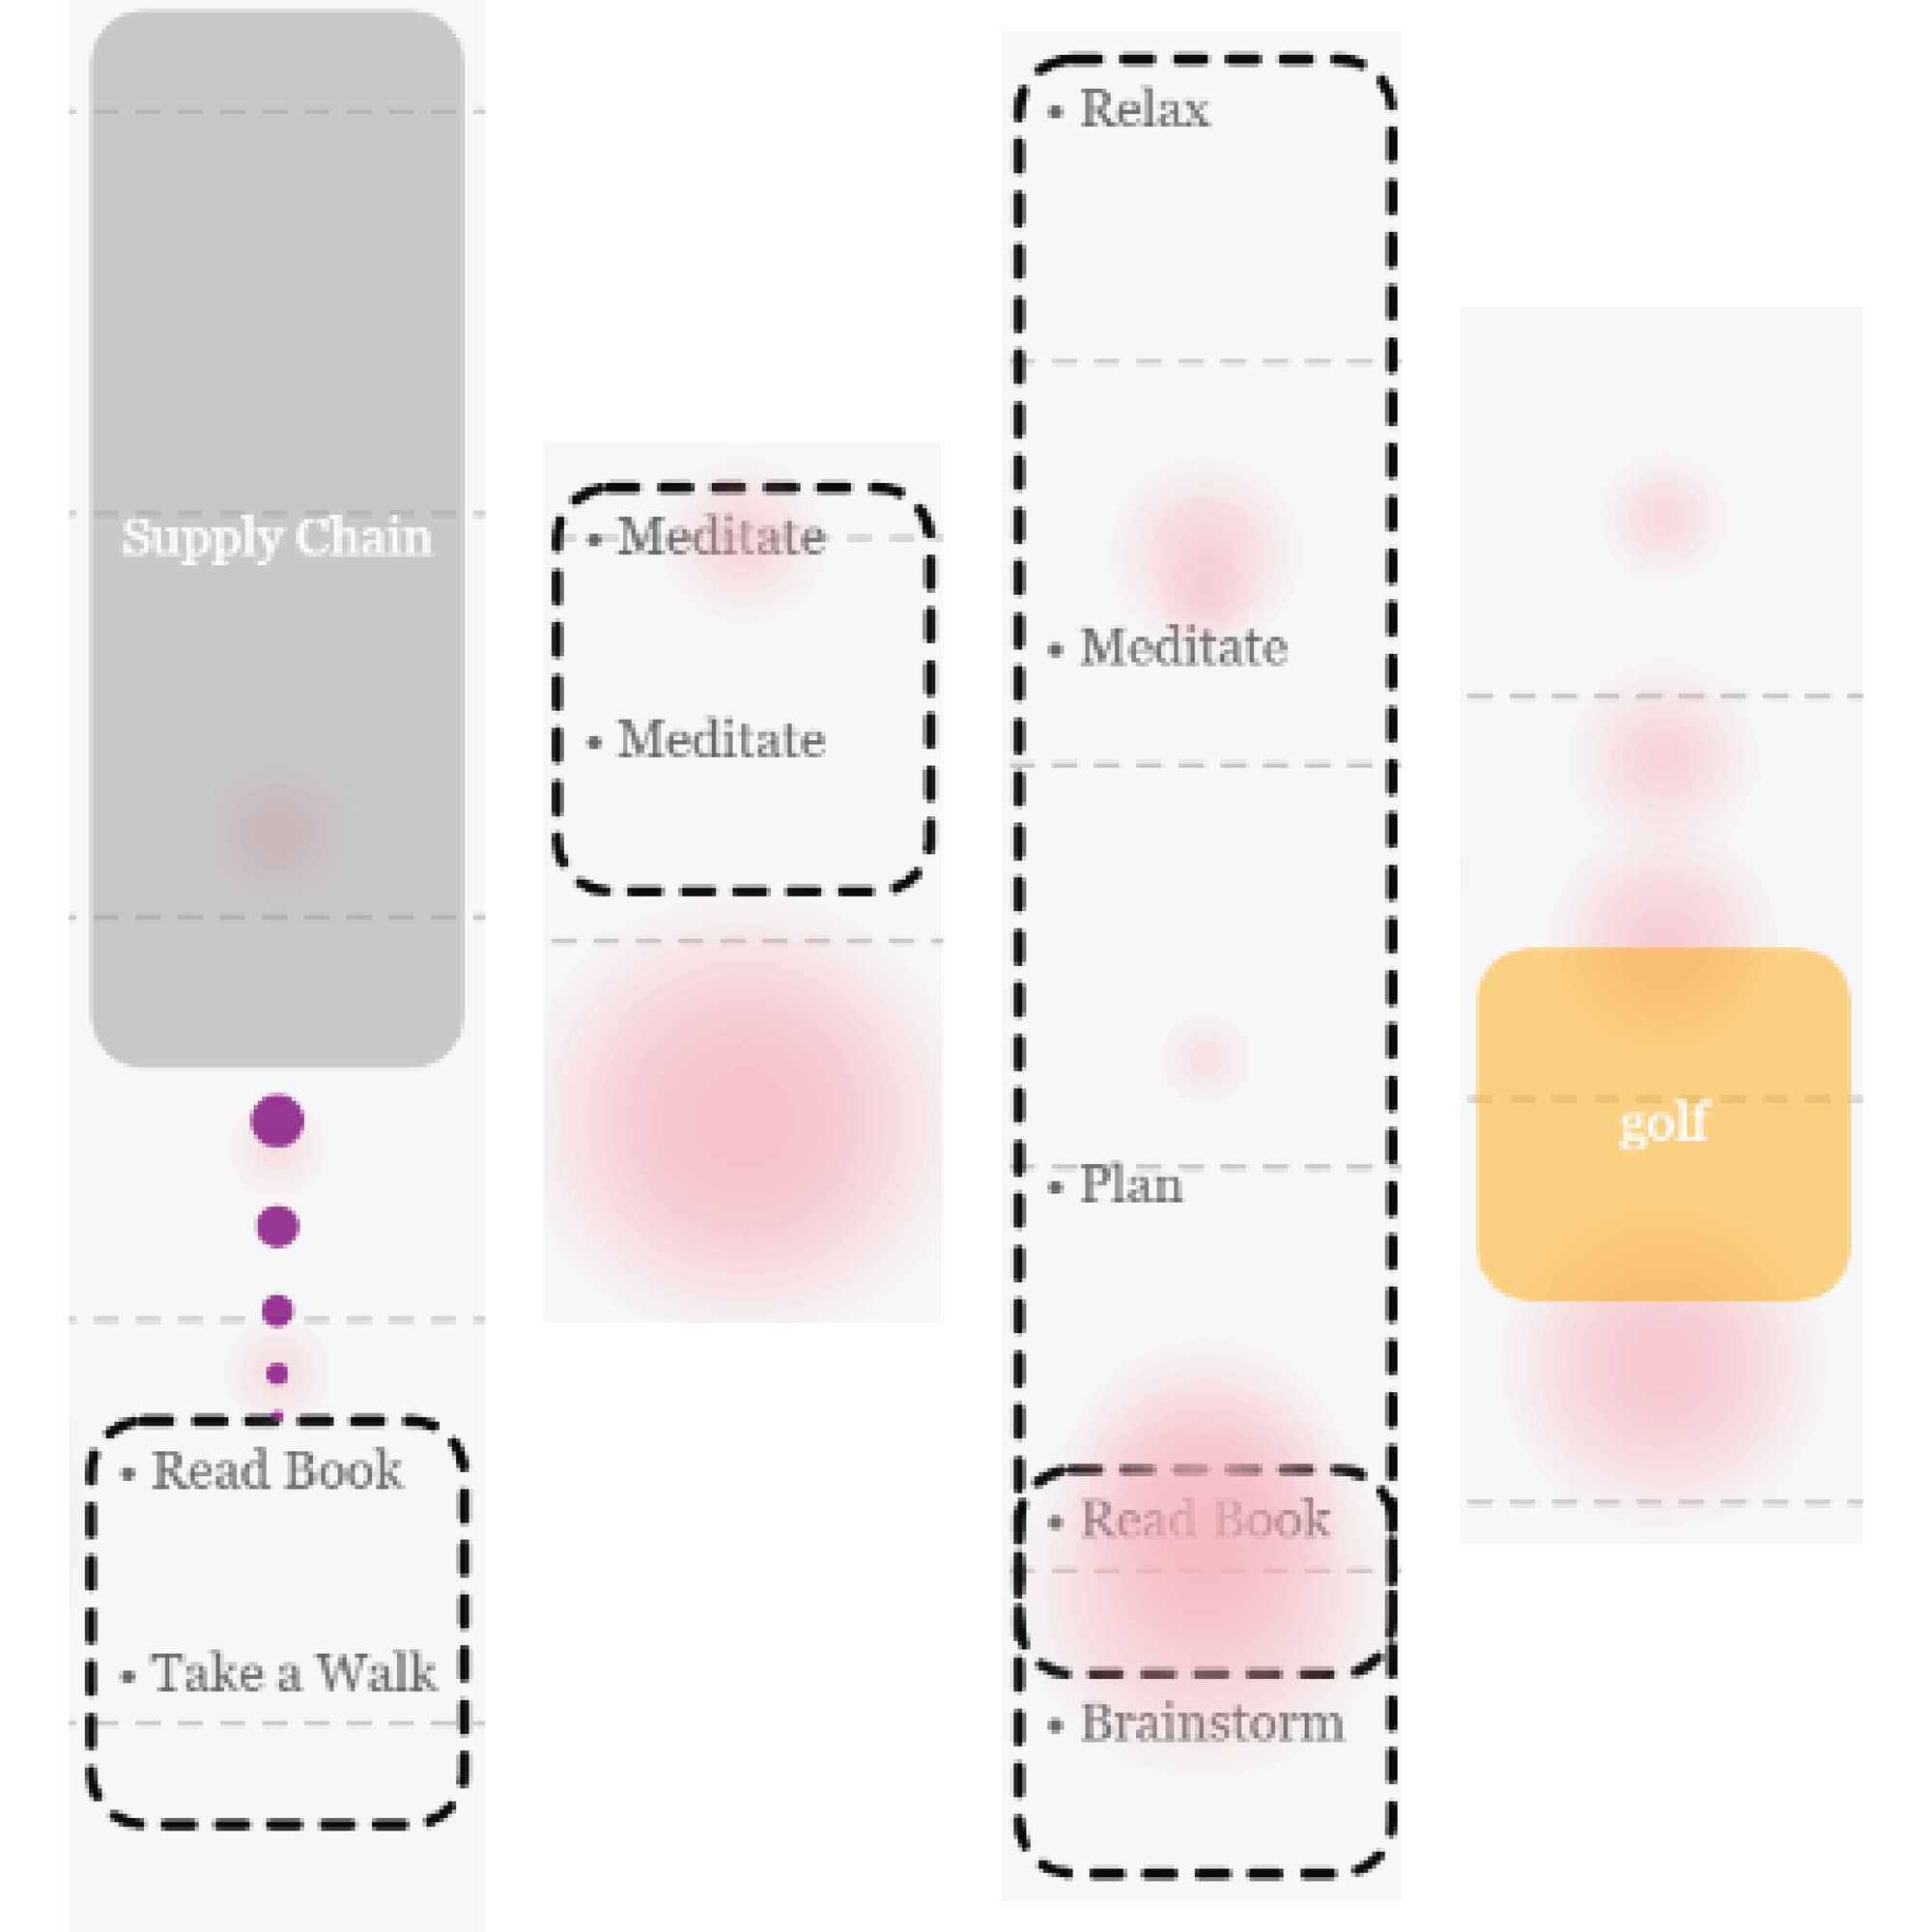 Supply Chain
• Read Book
• Take a Walk
• Meditate
• Meditate
• Relax
• Meditate
• Plan
• Read Book
• Brainstorm
golf